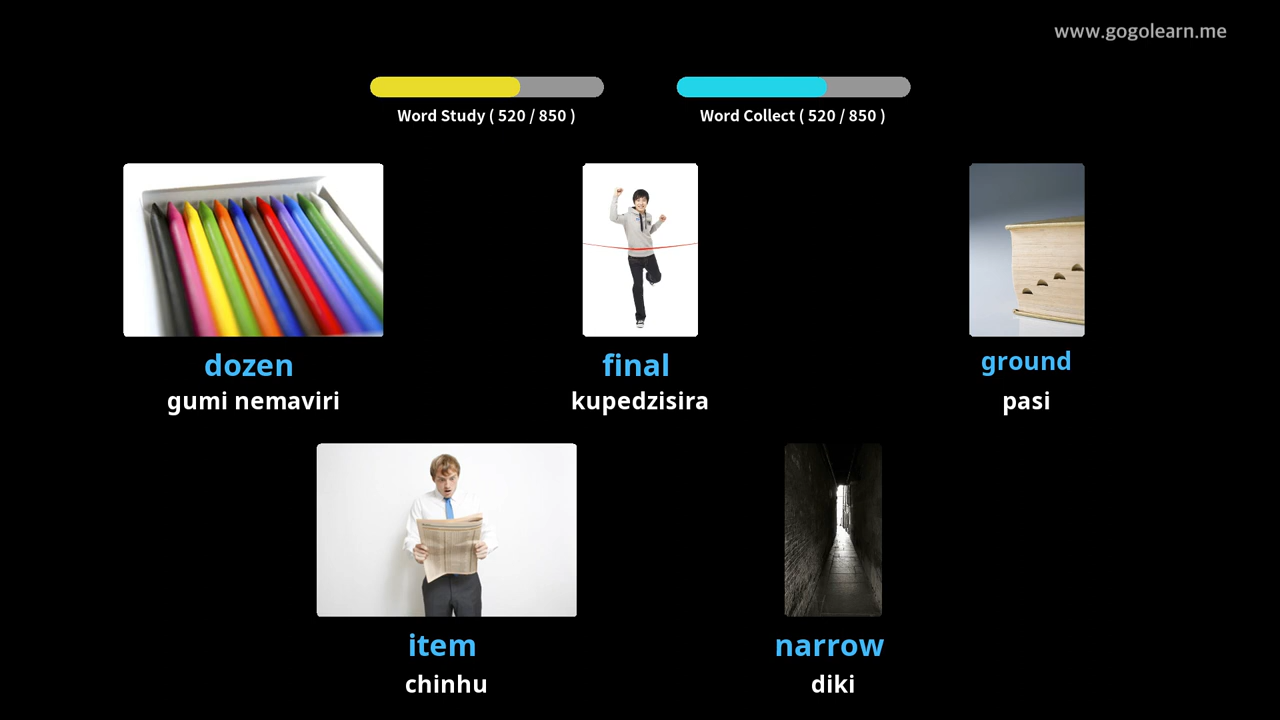 www.gogolearn.me
Word Study ( 520 / 850 )
Word Collect ( 520 / 850 )
dozen
gumi nemaviri
final
kupedzisira
ground
pasi
item
chinhu
narrow
diki